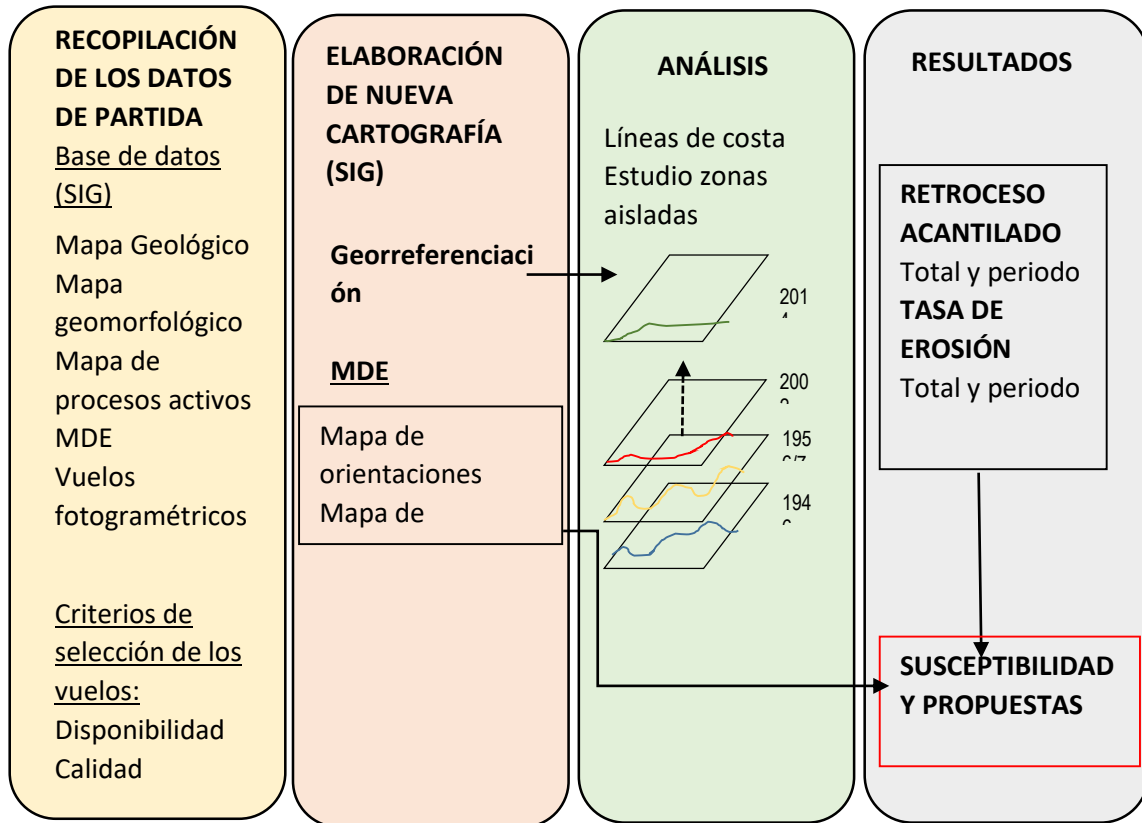 RECOPILACIÓN
DE LOS DATOS
DE PARTIDA
Base de datos
(SIG)
Mapa Geológico
Mapa
geomorfológico
Mapa de
procesos activos
MDE
Vuelos
fotogramétricos
Criterios de
selección de los
vuelos:
Disponibilidad
Calidad
ELABORACIÓN
DE NUEVA
CARTOGRAFÍA
(SIG)
Georreferenciaci
ón
MDE
Mapa de
orientaciones
Mapa de
ANÁLISIS
Líneas de costa
Estudio zonas
aisladas
201
200
195
194
RESULTADOS
RETROCESO
ACANTILADO
Total y periodo
TASA DE
EROSIÓN
Total y periodo
SUSCEPTIBILIDAD
Y PROPUESTAS